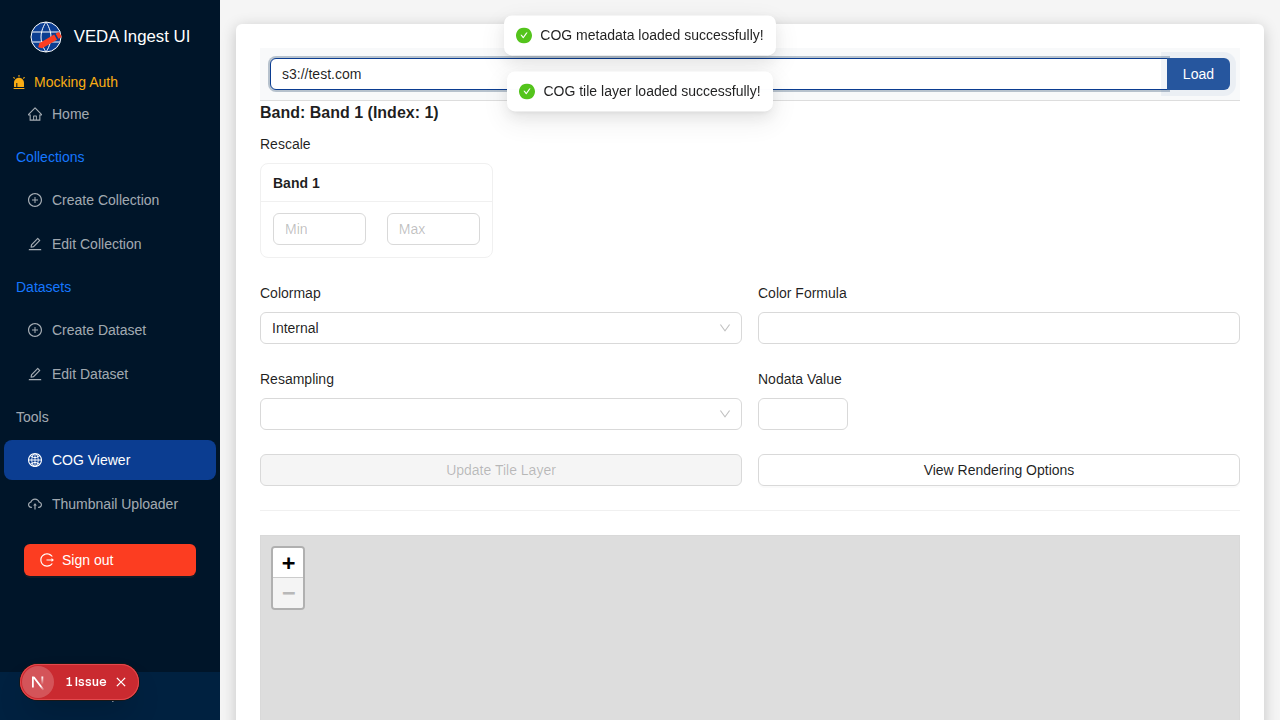 VEDA Ingest UI
Mocking Auth
Home
Collections
Create Collection
Edit Collection
Datasets
Create Dataset
Edit Dataset
Tools
COG Viewer
Thumbnail Uploader
Sign out
1 Issue
COG metadata loaded successfully!
s3://test.com
Load
COG tile layer loaded successfully!
Band: Band 1 (Index: 1)
Rescale
Band 1
Min
Max
Colormap
Color Formula
Internal
Resampling
Nodata Value
Update Tile Layer
View Rendering Options
+
−